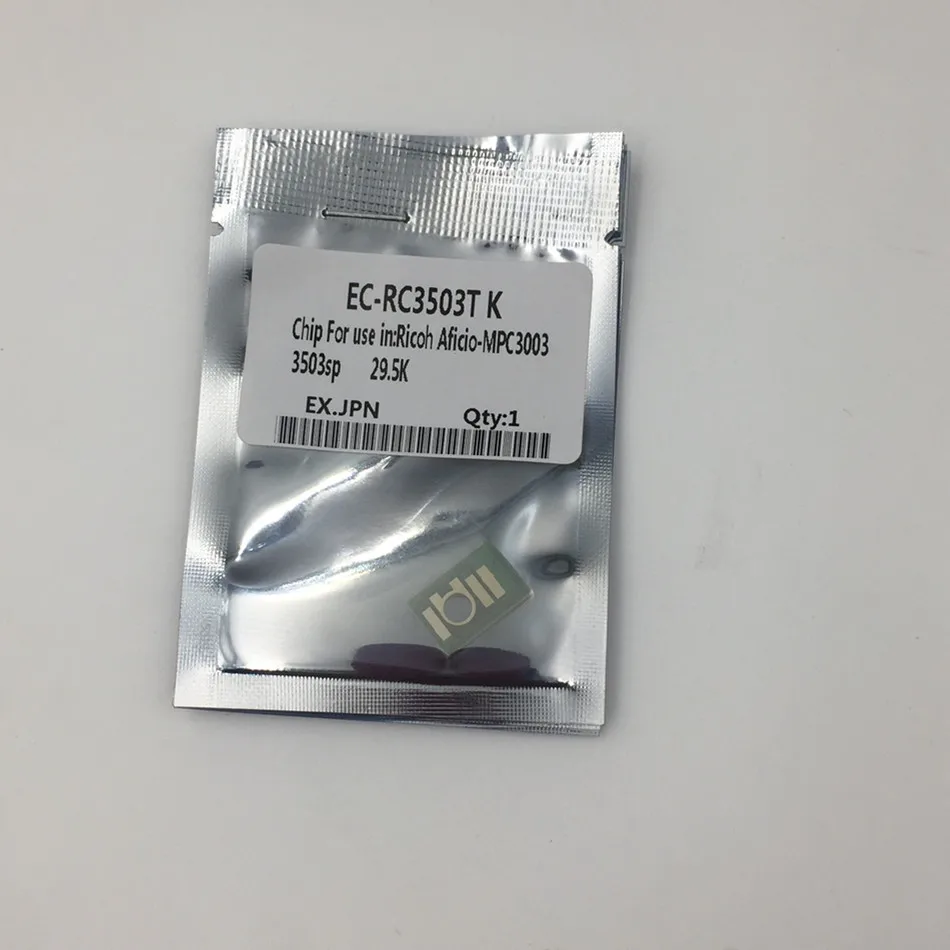 EC-RC3503T K
Chip For use in:Ricoh Aficio-MPC3003
3503sp 29.5K
EX.JPN Qty:1